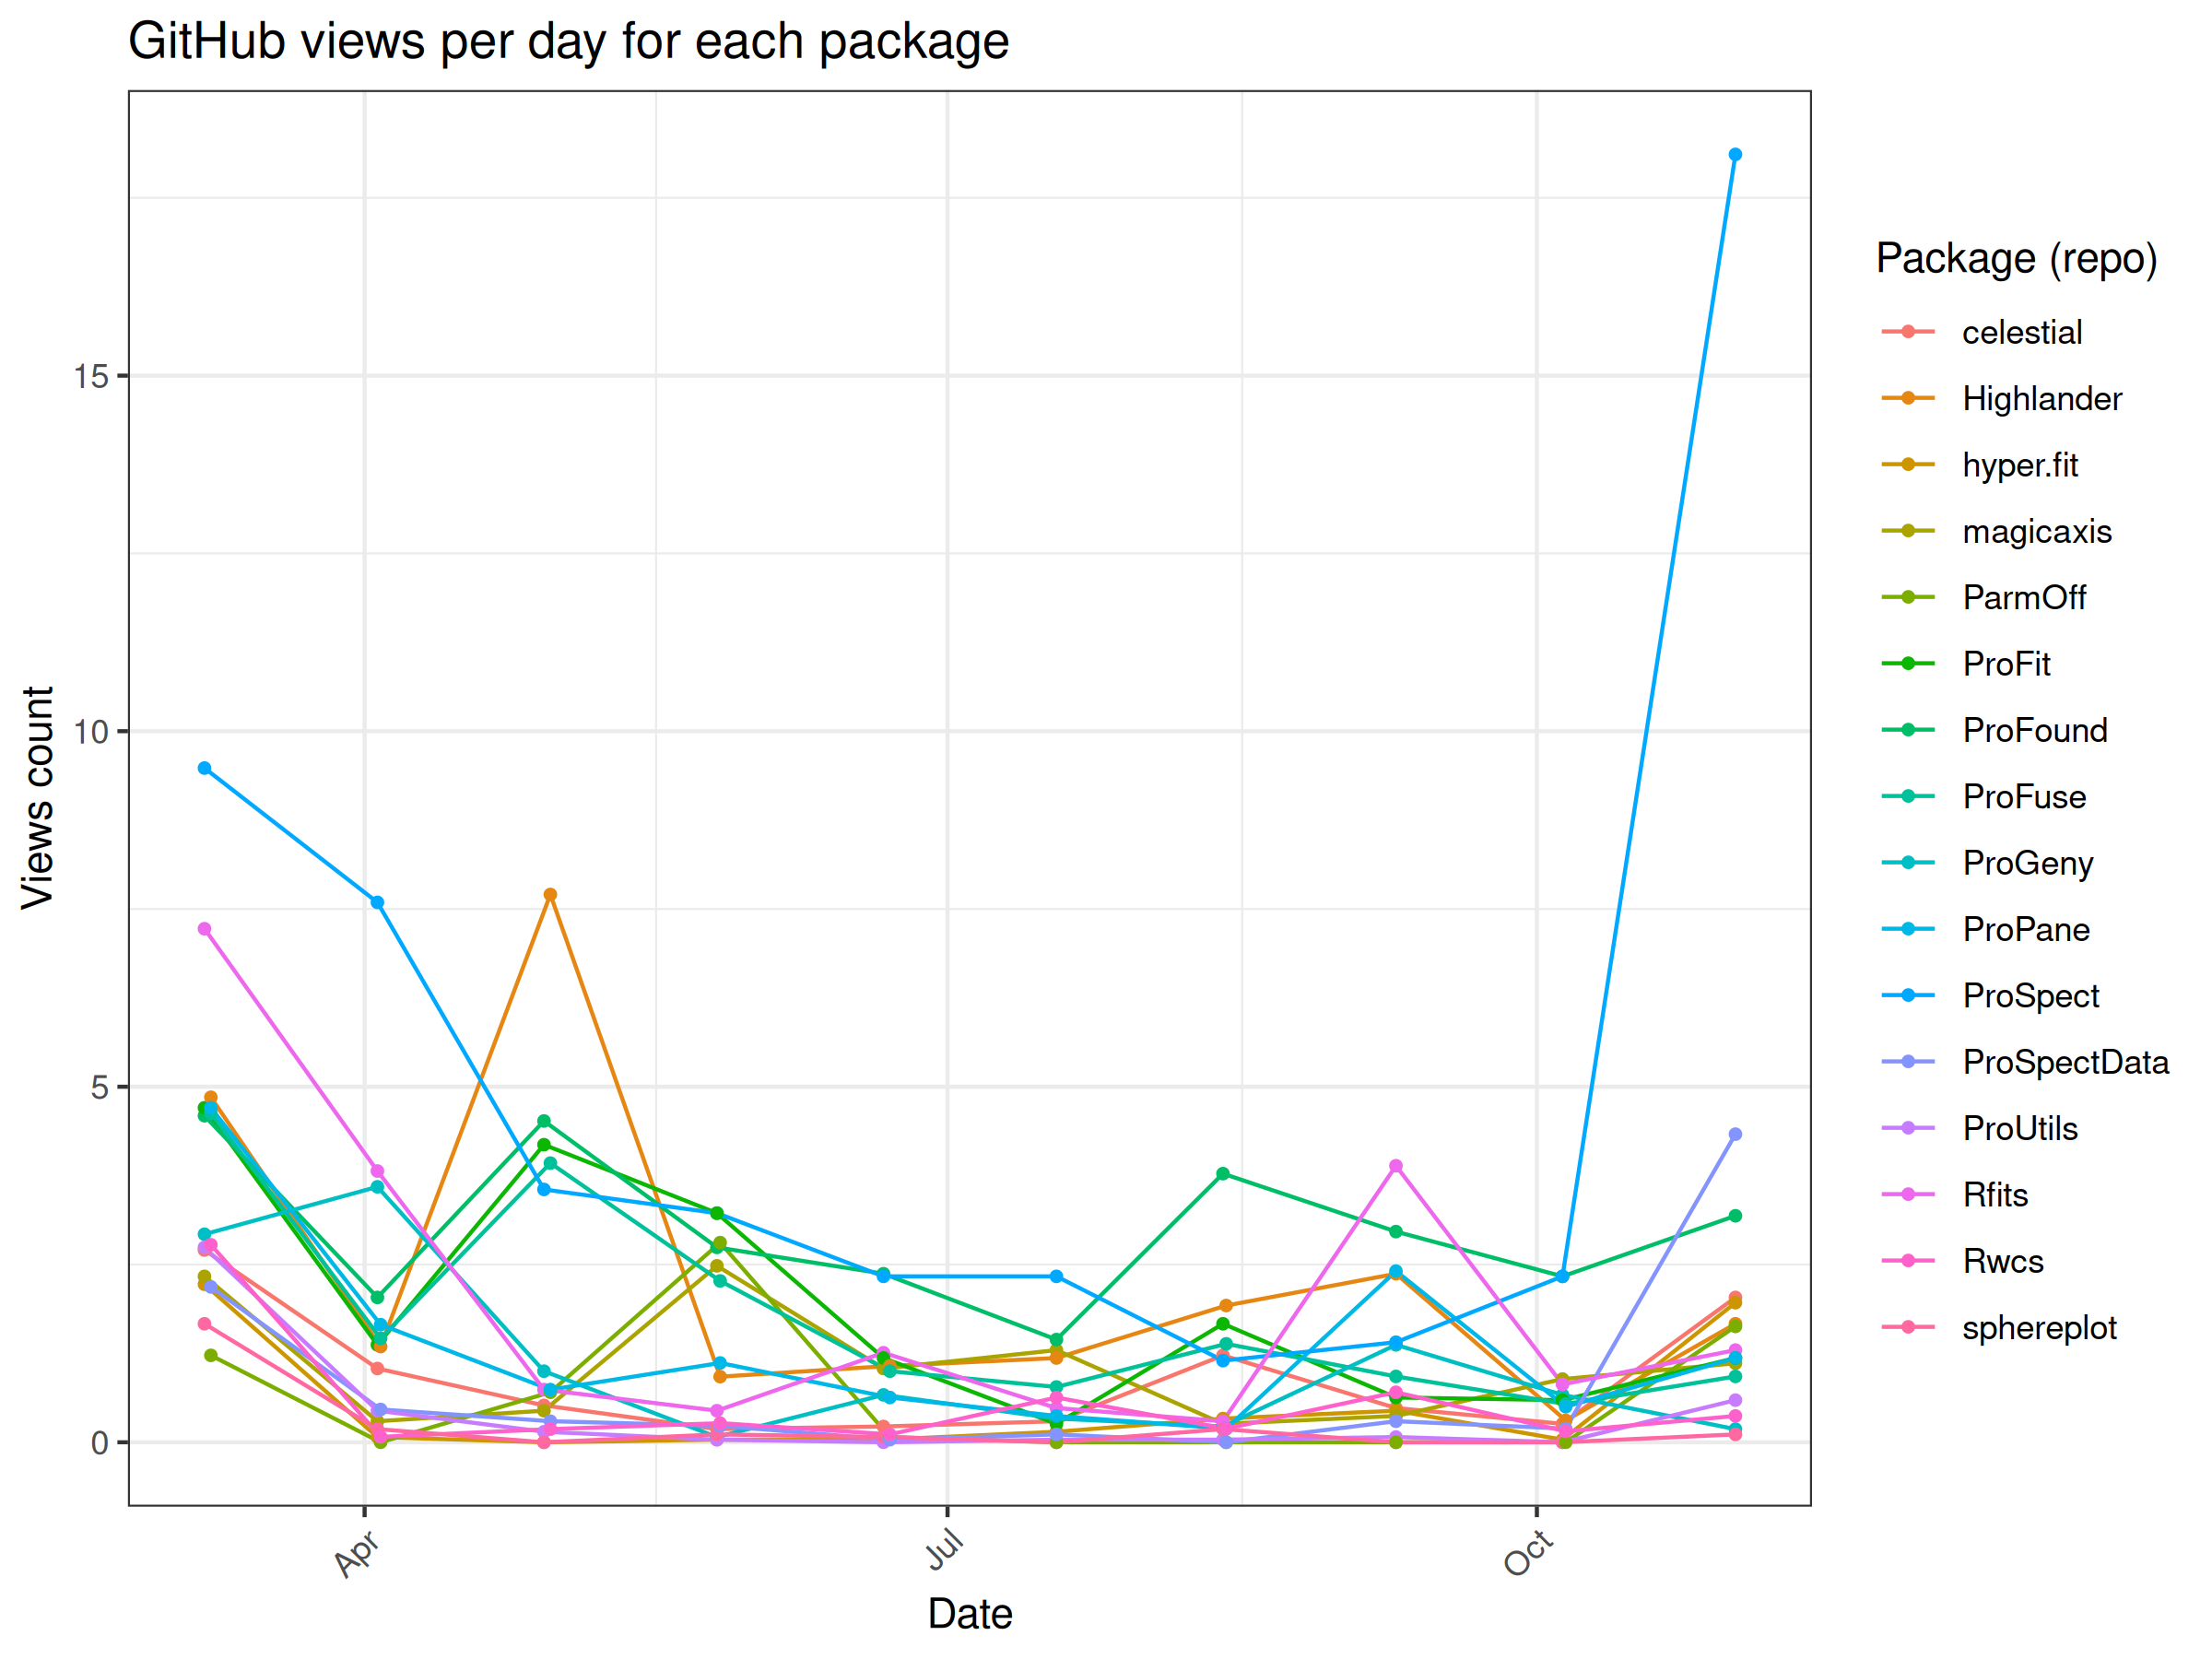 GitHub views per day for each package
Views count
15
10
5
0
Apr
Jul
Oct
Date
Package (repo)
celestial
Highlander
hyper.fit
magicaxis
ParmOff
ProFit
ProFound
ProFuse
ProGeny
ProPane
ProSpect
ProSpectData
ProUtils
Rfits
Rwcs
sphereplot